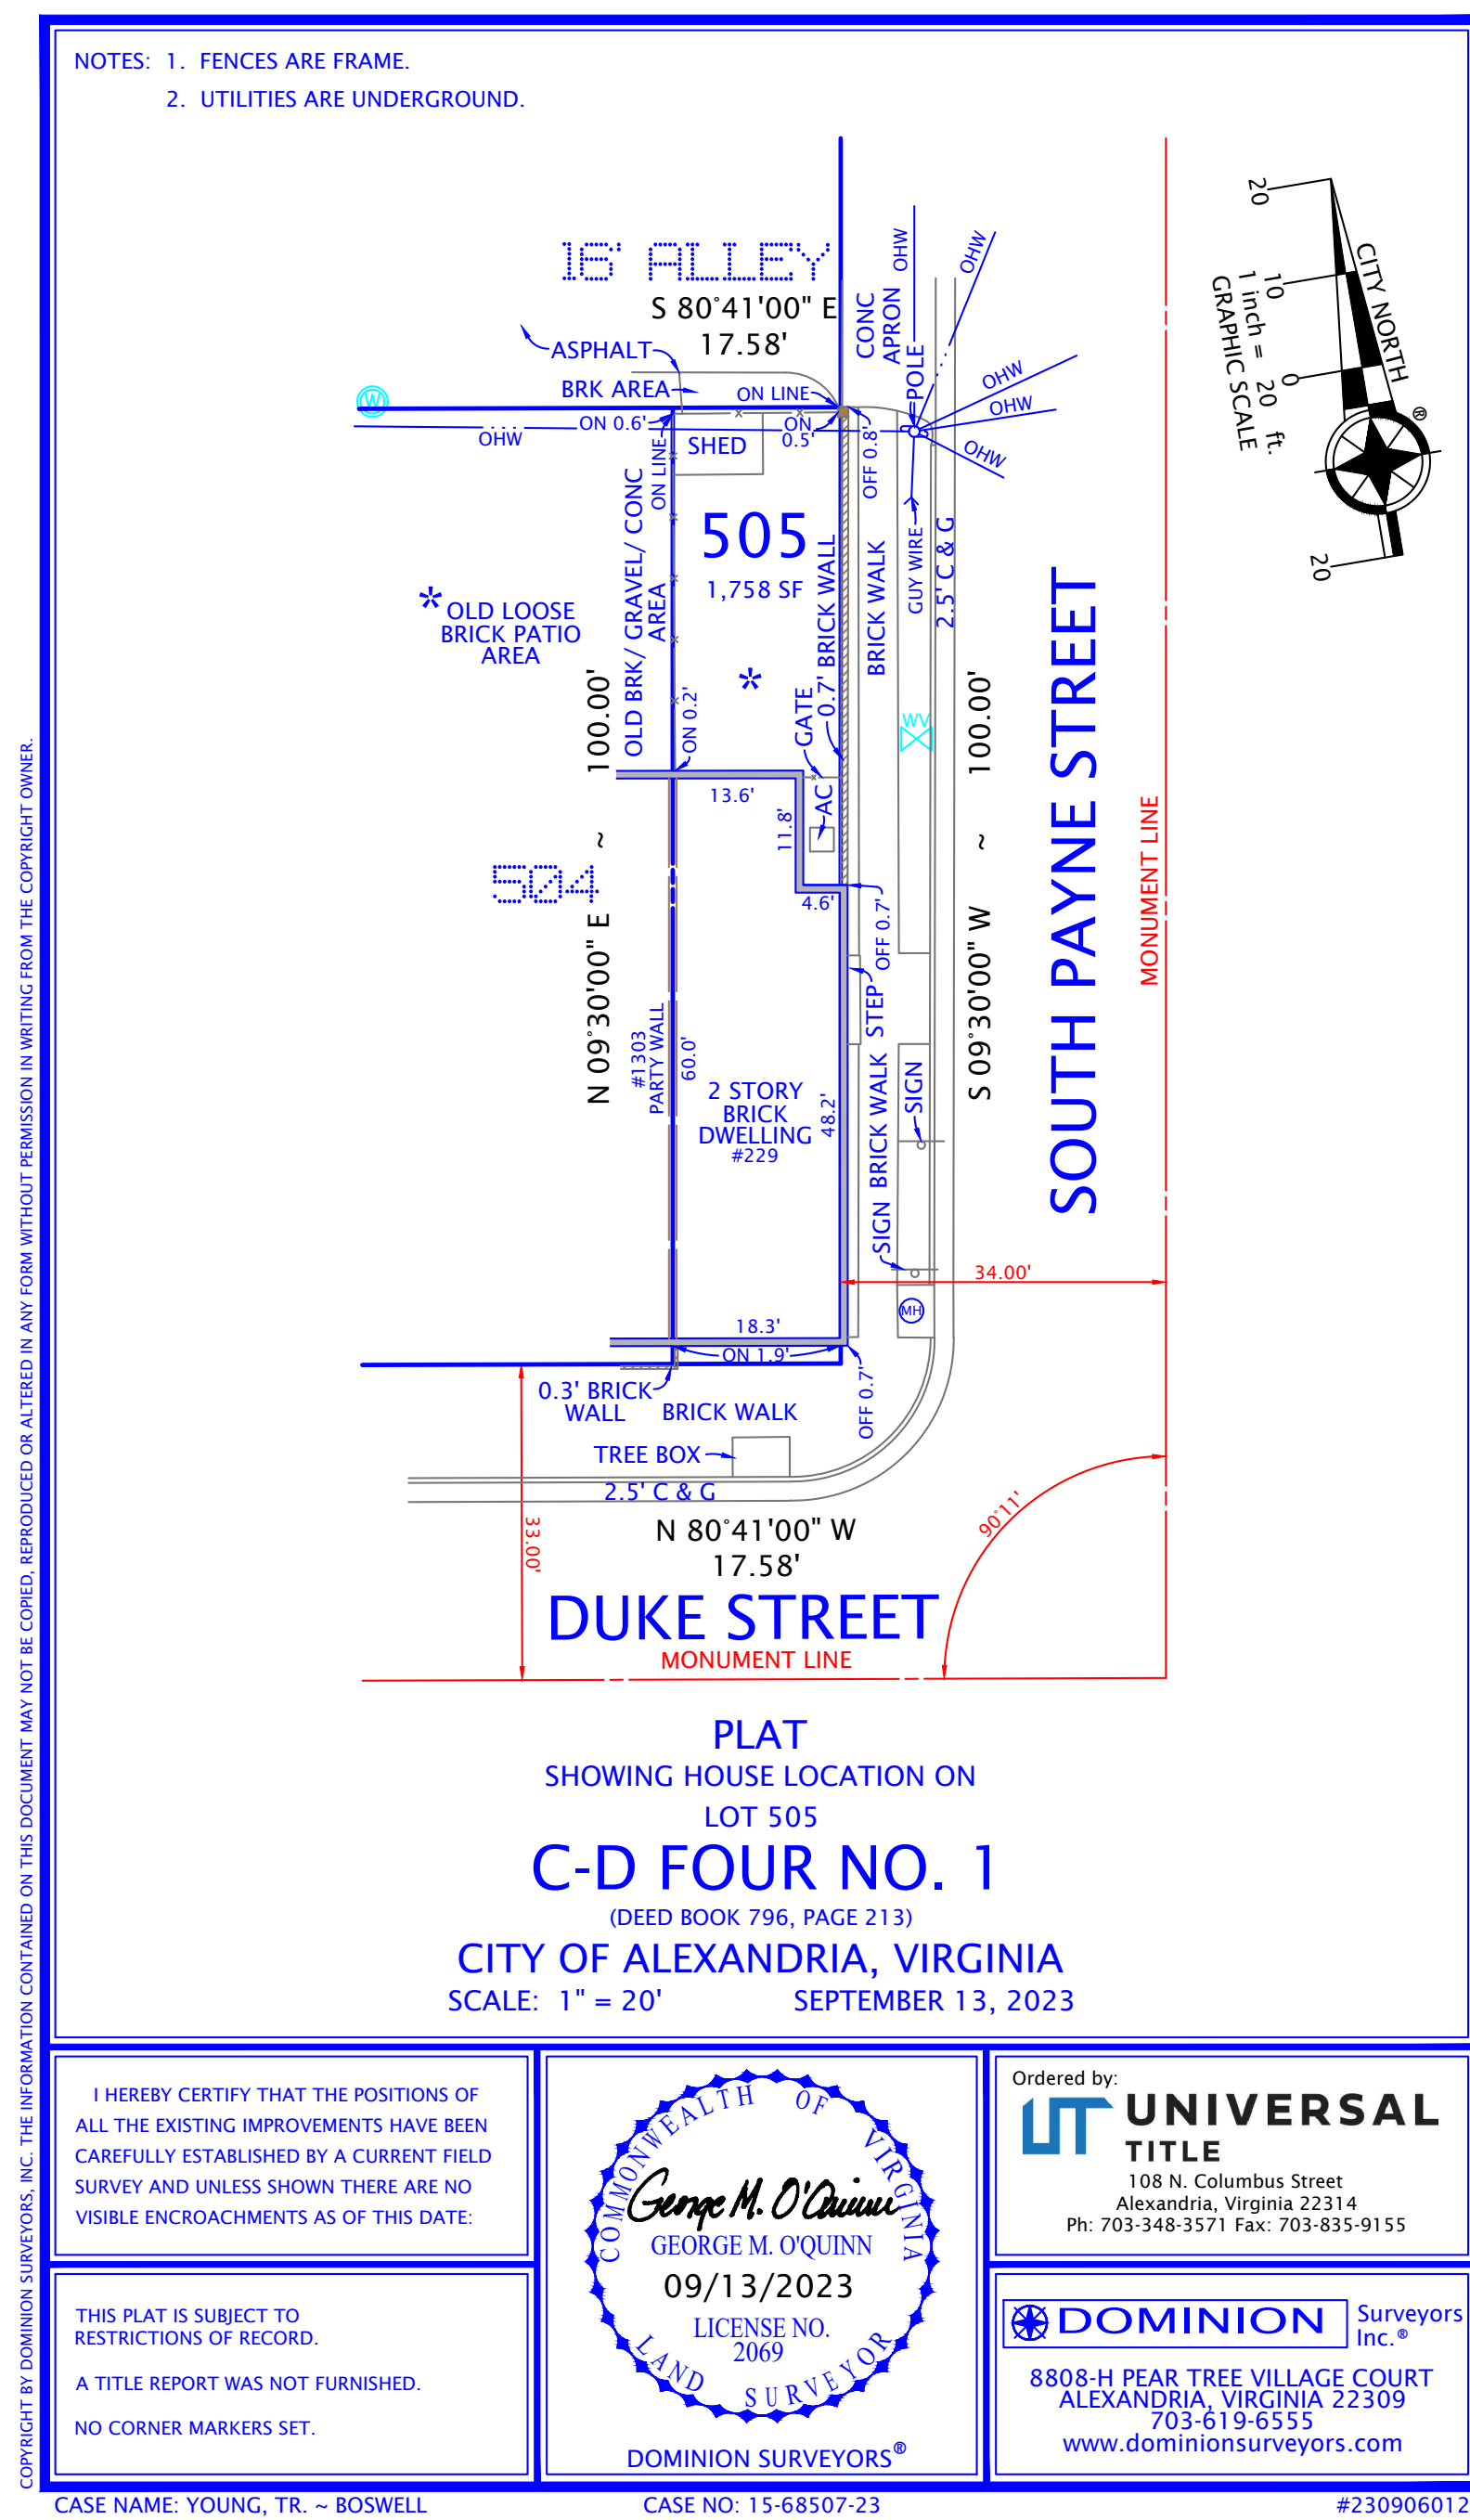 NOTES: 1. FENCES ARE FRAME.
2. UTILITIES ARE UNDERGROUND.
16' ALLEY
S 80°41'00" E
17.58'
ASPHALT
BRK AREA
ON LINE
CONC
APRON
OHW
OHW
POLE
OHW
OHW
OHW
OHW
W
ON 0.6'
ON
0.5'
ON LINE
SHED
OFF 0.8'
20
10
0
20
1 inch = 20 ft.
GRAPHIC SCALE
CITY NORTH
®
505
1,758 SF
OLD BRK/ GRAVEL/ CONC
AREA
* OLD LOOSE
BRICK PATIO
AREA
*
0.7' BRICK WALL
BRICK WALK
GUY WIRE
2.5' C & G
WV
GATE
AC
ON 0.2'
13.6'
11.8'
4.6'
OFF 0.7'
N 09°30'00" E ~ 100.00'
S 09°30'00" W ~ 100.00'
SOUTH PAYNE STREET
MONUMENT LINE
504
#1303
PARTY WALL
60.0'
2 STORY
BRICK
DWELLING
#229
48.2'
STEP
BRICK WALK
SIGN
SIGN
34.00'
MH
18.3'
ON 1.9'
OFF 0.7'
0.3' BRICK
WALL
BRICK WALK
TREE BOX
2.5' C & G
33.00'
N 80°41'00" W
17.58'
90°11'
DUKE STREET
MONUMENT LINE
PLAT
SHOWING HOUSE LOCATION ON
LOT 505
C-D FOUR NO. 1
(DEED BOOK 796, PAGE 213)
CITY OF ALEXANDRIA, VIRGINIA
SCALE: 1" = 20' SEPTEMBER 13, 2023
I HEREBY CERTIFY THAT THE POSITIONS OF
ALL THE EXISTING IMPROVEMENTS HAVE BEEN
CAREFULLY ESTABLISHED BY A CURRENT FIELD
SURVEY AND UNLESS SHOWN THERE ARE NO
VISIBLE ENCROACHMENTS AS OF THIS DATE:
THIS PLAT IS SUBJECT TO
RESTRICTIONS OF RECORD.
A TITLE REPORT WAS NOT FURNISHED.
NO CORNER MARKERS SET.
COMMONWEALTH OF VIRGINIA
George M. O'Quinn
GEORGE M. O'QUINN
09/13/2023
LICENSE NO.
2069
LAND SURVEYOR
DOMINION SURVEYORS®
Ordered by:
UT UNIVERSAL
TITLE
108 N. Columbus Street
Alexandria, Virginia 22314
Ph: 703-348-3571 Fax: 703-835-9155
DOMINION Surveyors
Inc.®
8808-H PEAR TREE VILLAGE COURT
ALEXANDRIA, VIRGINIA 22309
703-619-6555
www.dominionsurveyors.com
COPYRIGHT BY DOMINION SURVEYORS, INC. THE INFORMATION CONTAINED ON THIS DOCUMENT MAY NOT BE COPIED, REPRODUCED OR ALTERED IN ANY FORM WITHOUT PERMISSION IN WRITING FROM THE COPYRIGHT OWNER.
CASE NAME: YOUNG, TR. ~ BOSWELL CASE NO: 15-68507-23 #230906012